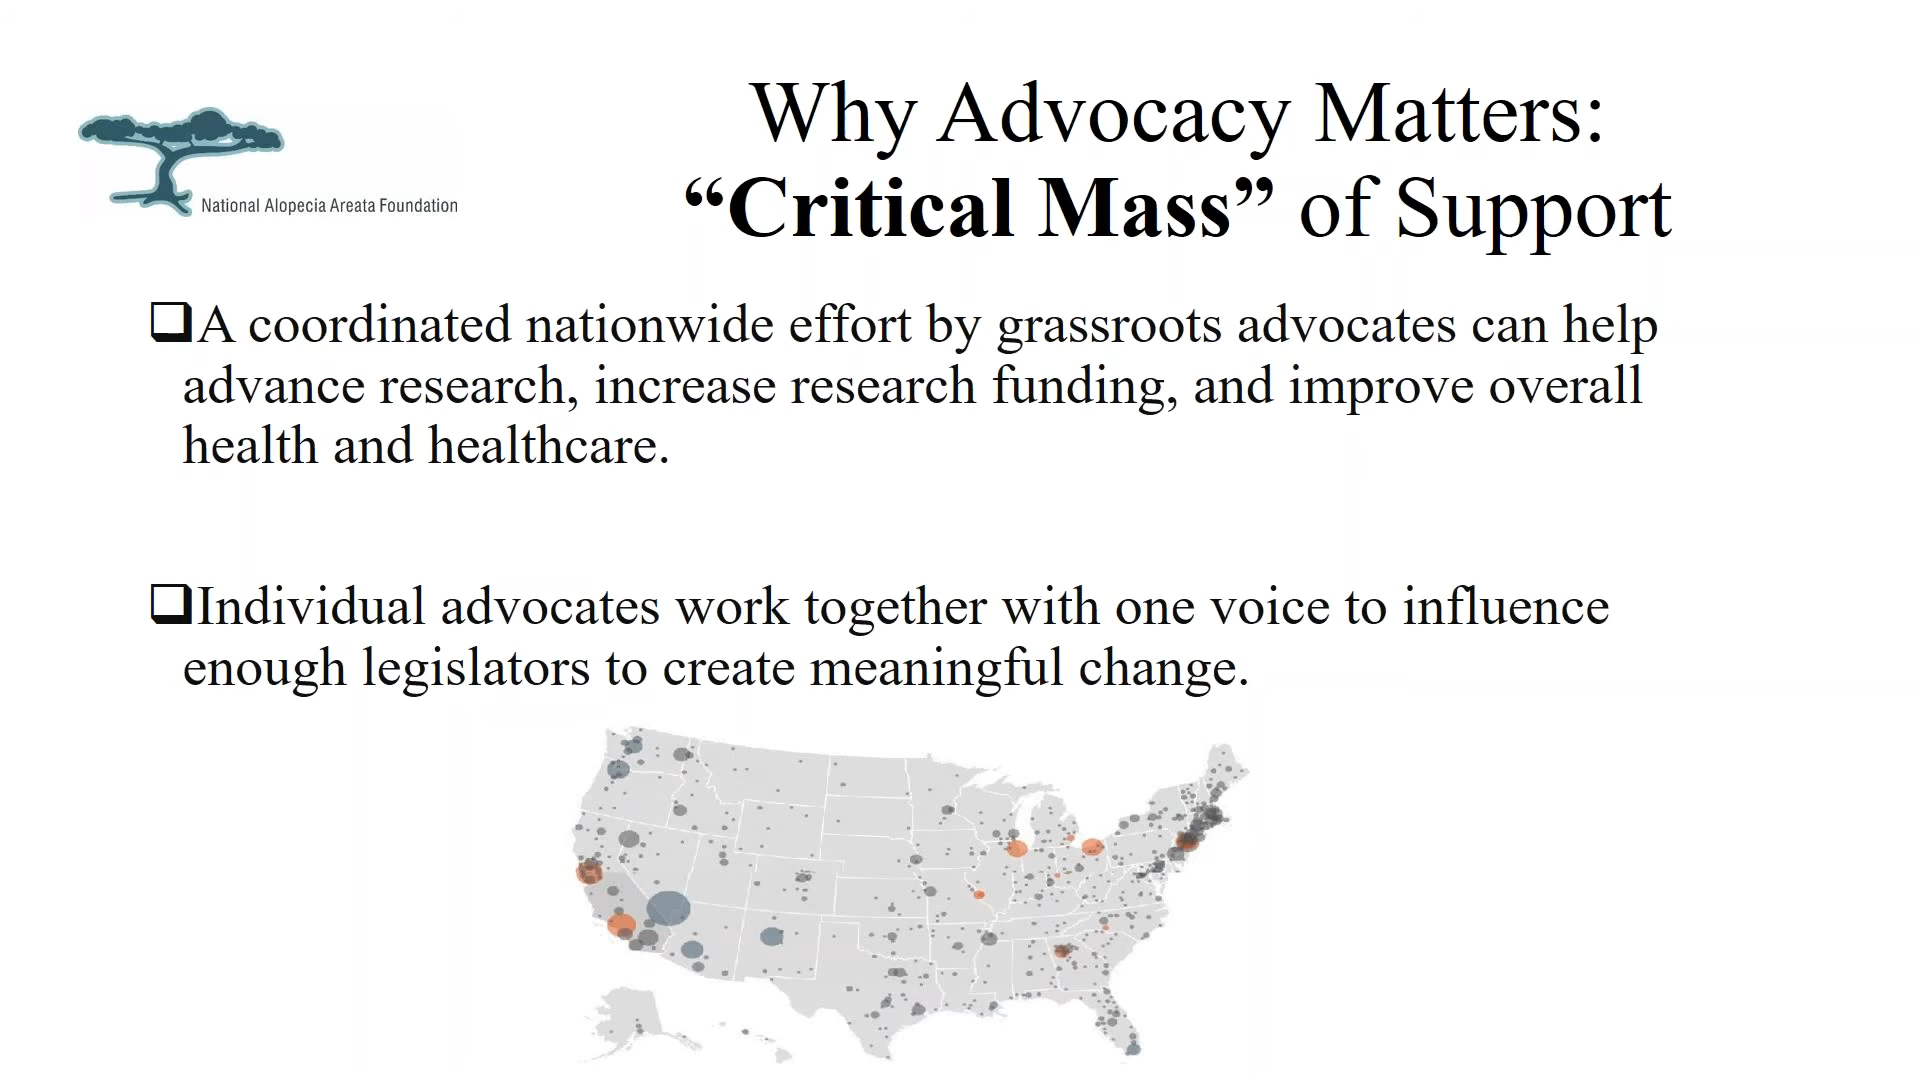 National Alopecia Areata Foundation
Why Advocacy Matters:
“Critical Mass” of Support
❑A coordinated nationwide effort by grassroots advocates can help
advance research, increase research funding, and improve overall
health and healthcare.
❑Individual advocates work together with one voice to influence
enough legislators to create meaningful change.